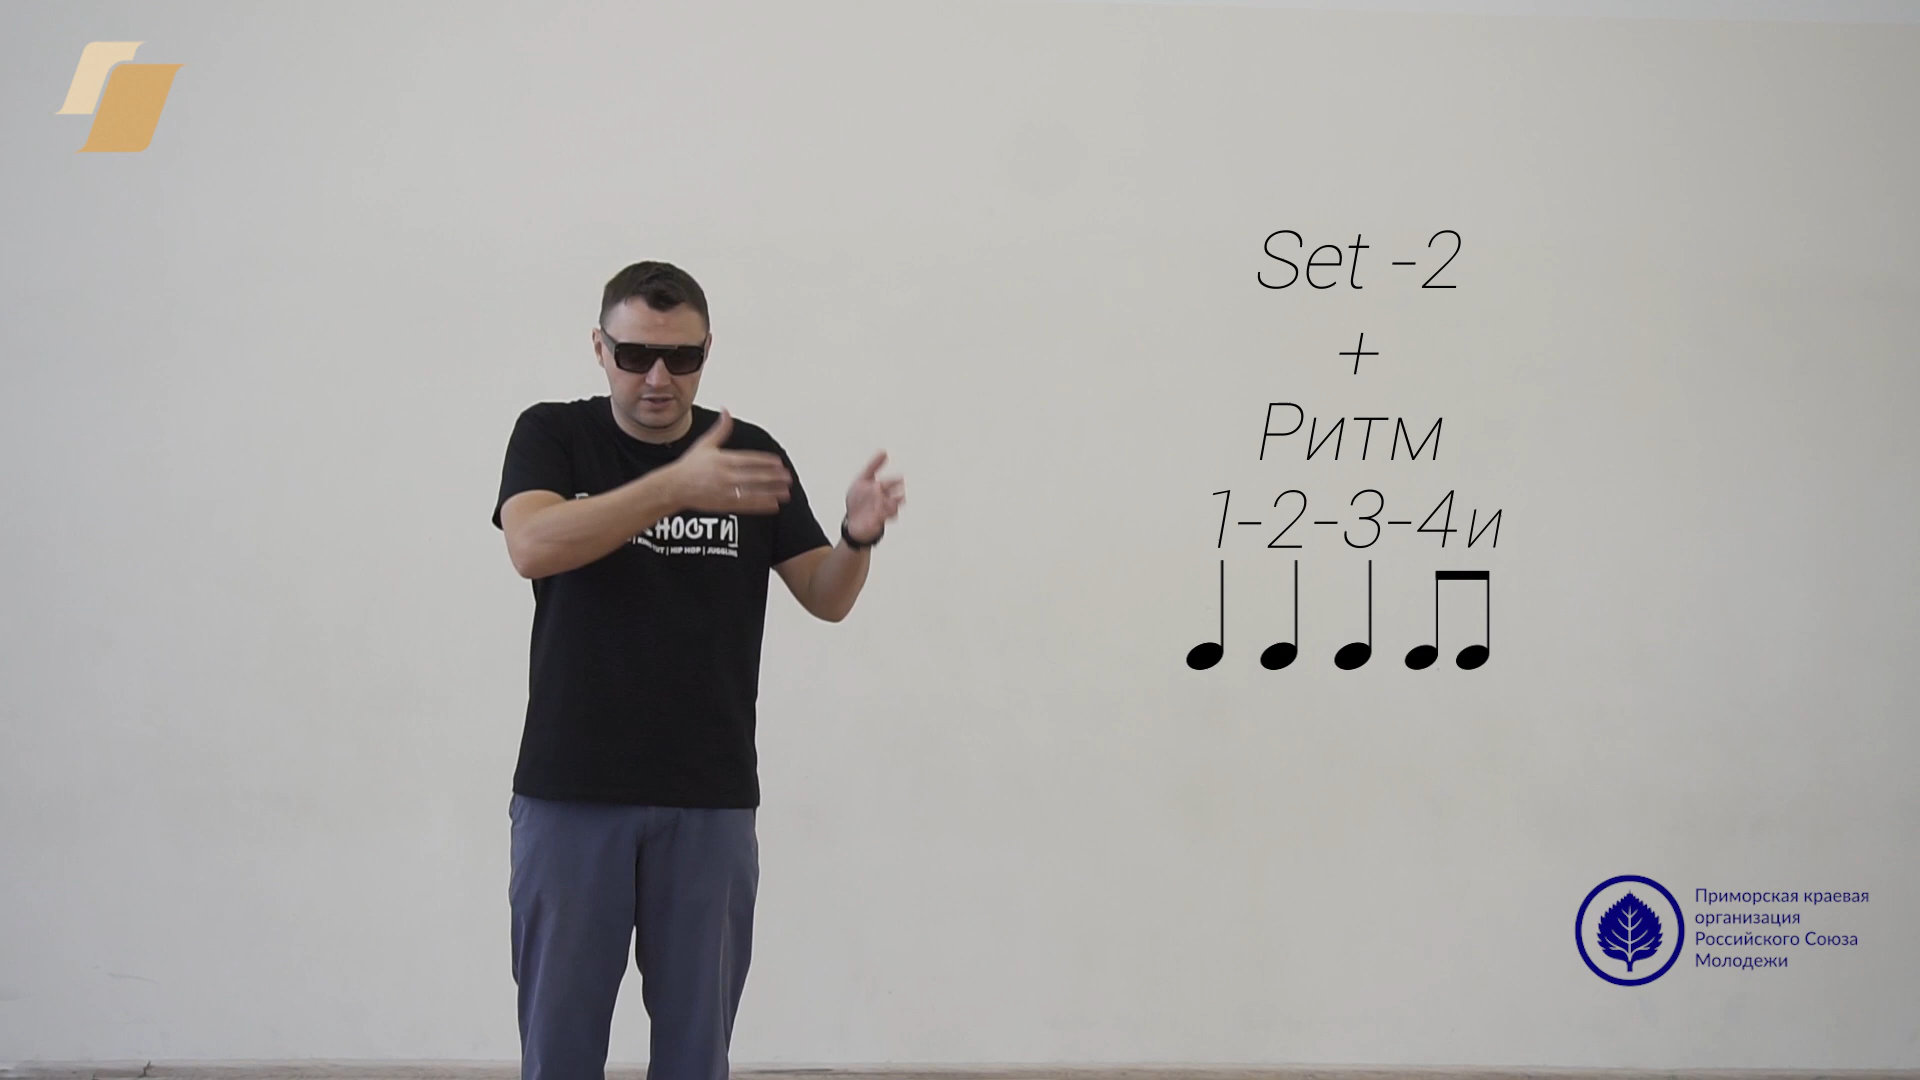 Set -2
+
Ритм
1-2-3-4и
НОСТИ]
| HIP HOP | JUGGLING
Приморская краевая
организация
Российского Союза
Молодежи